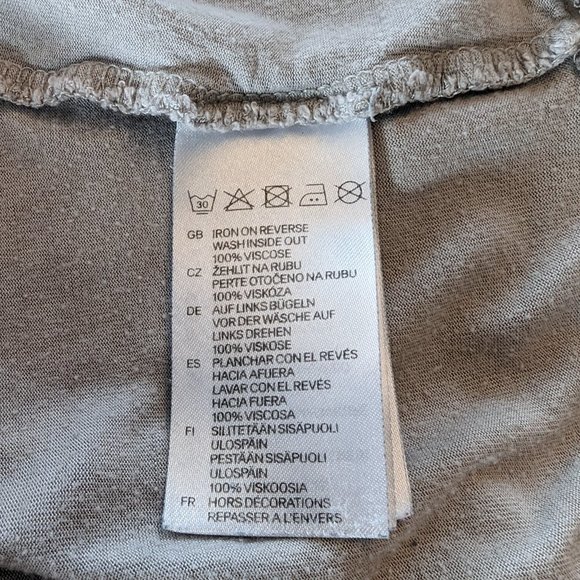 30
GB IRON ON REVERSE
WASH INSIDE OUT
100% VISCOSE
CZ ŽEHLIT NA RUBU
PERTE OTOČENO NA RUBU
100% VISKÓZA
DE AUF LINKS BÜGELN
VOR DER WÄSCHE AUF
LINKS DREHEN
100% VISKOSE
ES PLANCHAR CON EL REVÉS
HACIA AFUERA
LAVAR CON EL REVÉS
HACIA FUERA
100% VISCOSA
FI SILITETÄÄN SISÄPUOLI
ULOSPÄIN
PESTÄÄN SISÄPUOLI
ULOSPÄIN
100% VISKOOSIA
FR HORS DÉCORATIONS
REPASSER A L'ENVERS